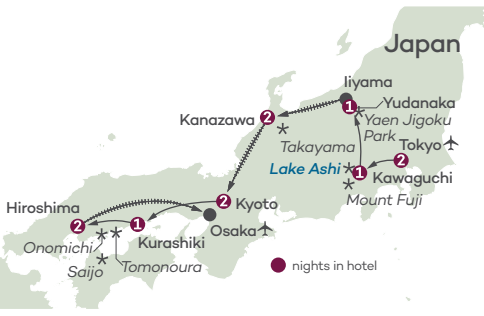 Japan
Iiyama
1
Yudanaka
Yaen Jigoku
Park
Kanazawa
2
Takayama
Tokyo
2
Lake Ashi
1
Kawaguchi
Mount Fuji
Hiroshima
2
Kyoto
2
1
Osaka
Kurashiki
Onomichi
Saijo
Tomonoura
nights in hotel